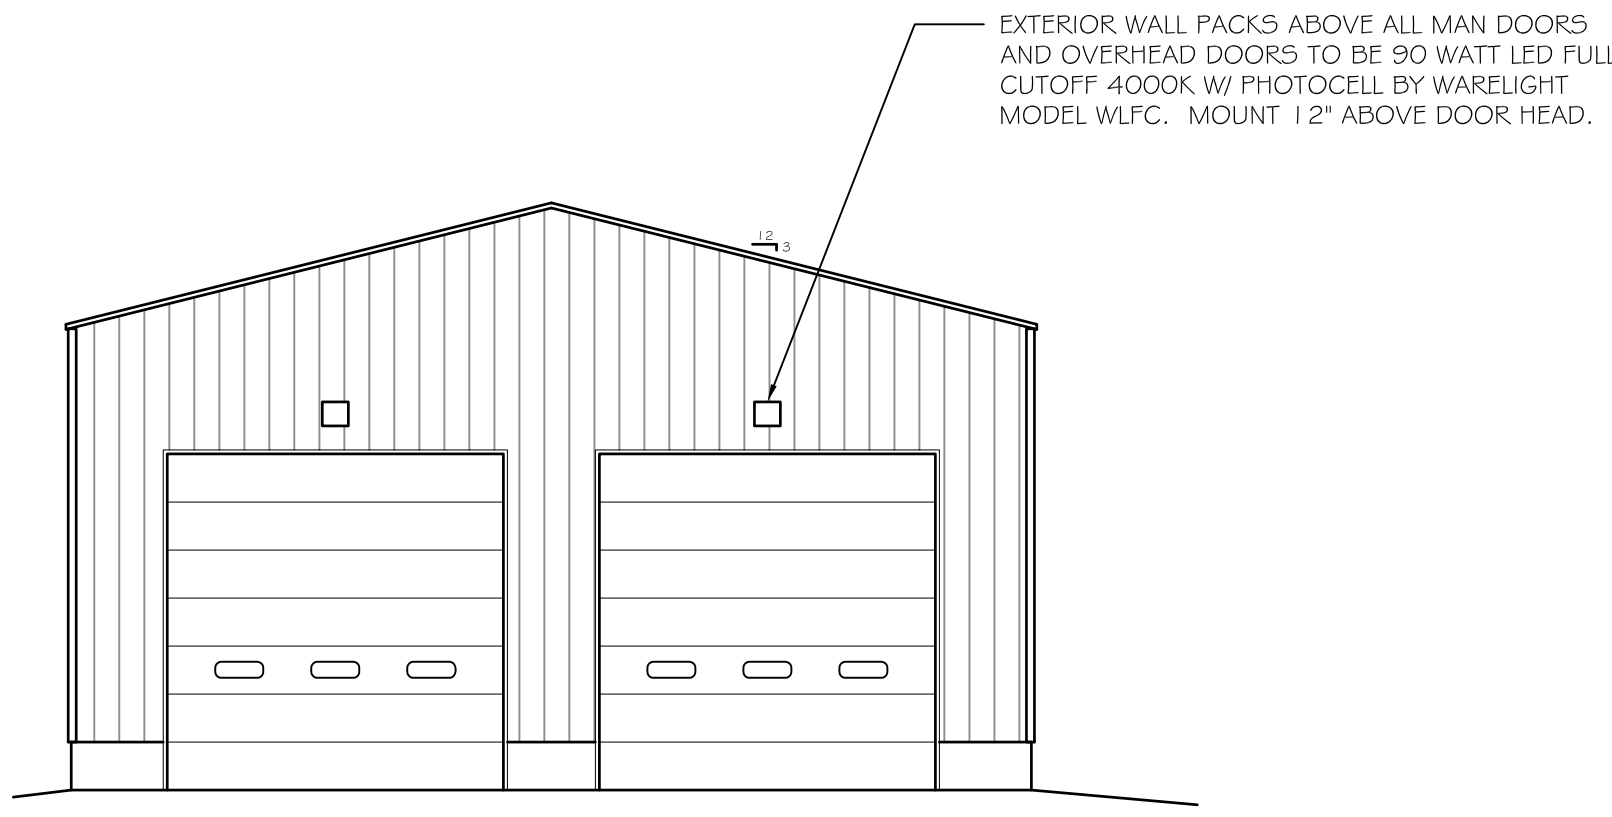 EXTERIOR WALL PACKS ABOVE ALL MAN DOORS
AND OVERHEAD DOORS TO BE 90 WATT LED FULL
CUTOFF 4000K W/ PHOTOCELL BY WARELIGHT
MODEL WLFC. MOUNT 12" ABOVE DOOR HEAD.
12
3